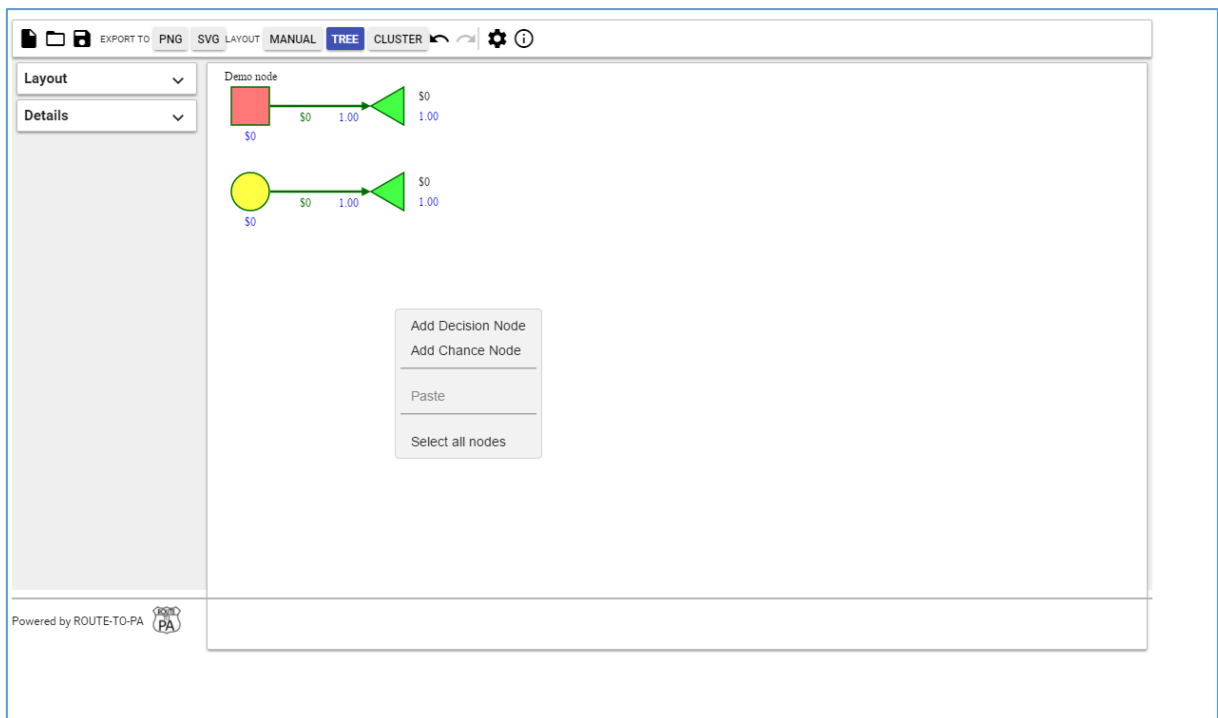 EXPORT TO PNG SVG LAYOUT MANUAL TREE CLUSTER
Layout
Details
Demo node
$0
$0 1.00 1.00
$0
$0
$0 1.00 1.00
$0
Add Decision Node
Add Chance Node
Paste
Select all nodes
Powered by ROUTE-TO-PA
ROUTE
TO
PA